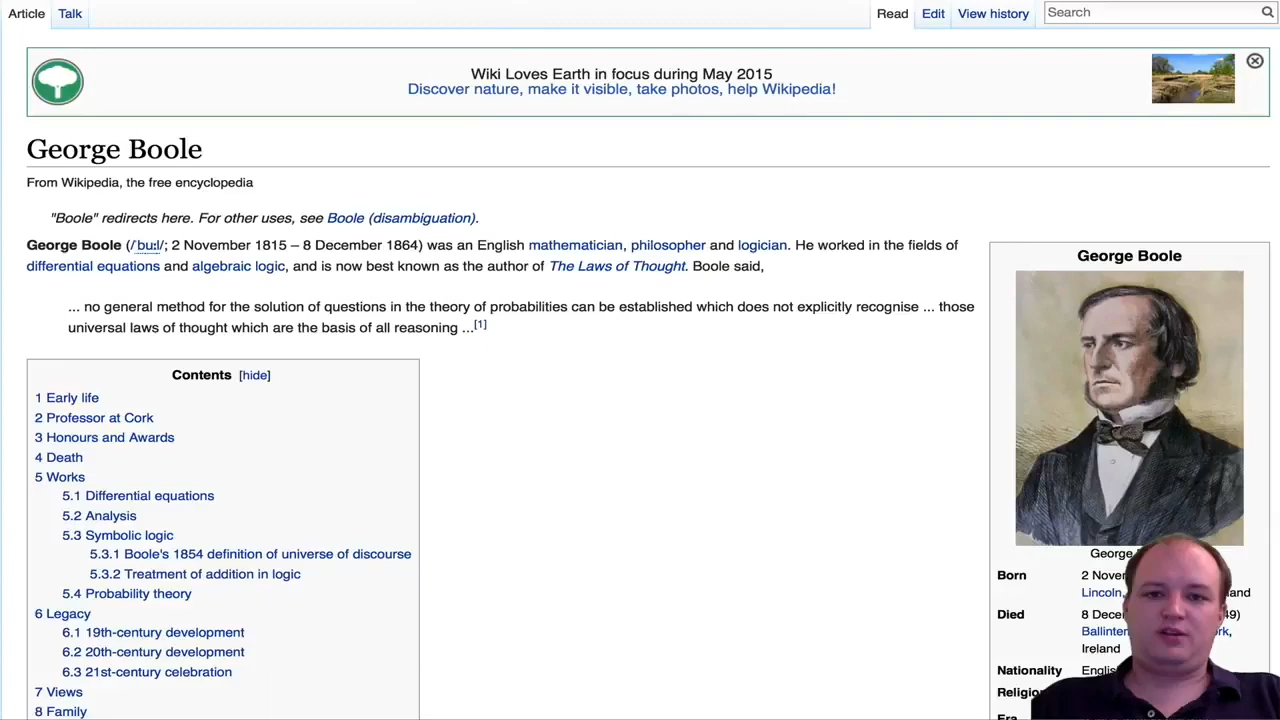 Article Talk Read Edit View history Search
Wiki Loves Earth in focus during May 2015
Discover nature, make it visible, take photos, help Wikipedia!
George Boole
From Wikipedia, the free encyclopedia
"Boole" redirects here. For other uses, see Boole (disambiguation).
George Boole (/ˈbuːl/; 2 November 1815 – 8 December 1864) was an English mathematician, philosopher and logician. He worked in the fields of
differential equations and algebraic logic, and is now best known as the author of The Laws of Thought. Boole said,
... no general method for the solution of questions in the theory of probabilities can be established which does not explicitly recognise ... those
universal laws of thought which are the basis of all reasoning ...[1]
Contents [hide]
1 Early life
2 Professor at Cork
3 Honours and Awards
4 Death
5 Works
5.1 Differential equations
5.2 Analysis
5.3 Symbolic logic
5.3.1 Boole's 1854 definition of universe of discourse
5.3.2 Treatment of addition in logic
5.4 Probability theory
6 Legacy
6.1 19th-century development
6.2 20th-century development
6.3 21st-century celebration
7 Views
8 Family
George Boole
George
Born 2
Lincoln,
Died 8
Ireland
Nationality